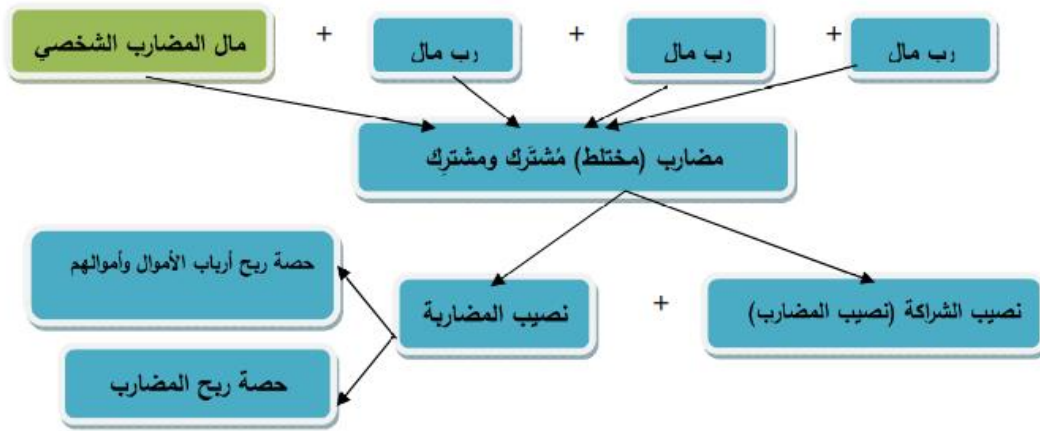 رب مال + رب مال + رب مال + مال المضارب الشخصي
مضارب (مختلط) مُشتَرَك ومشترِك
نصيب الشراكة (نصيب المضارب) + نصيب المضاربة
حصة ربح أرباب الأموال وأموالهم
حصة ربح المضارب